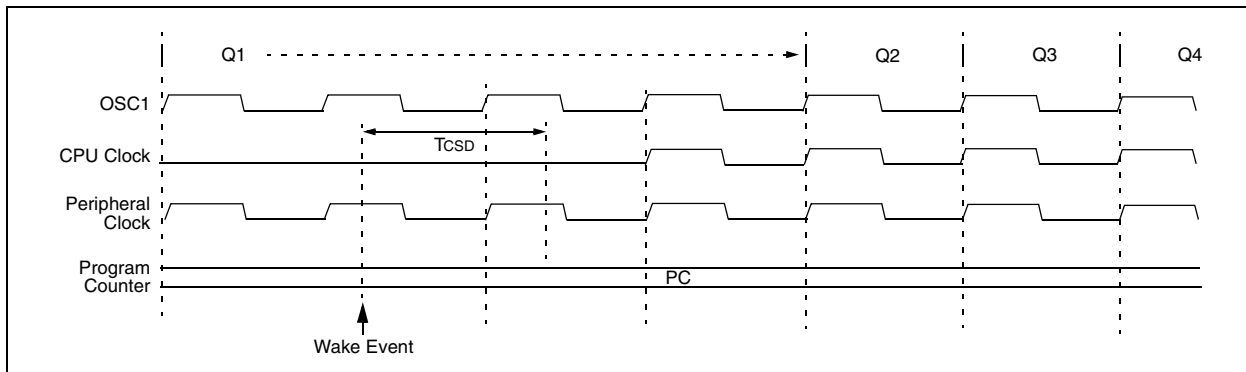 Q1 Q2 Q3 Q4
OSC1
TCSD
CPU Clock
Peripheral
Clock
Program
Counter
PC
Wake Event